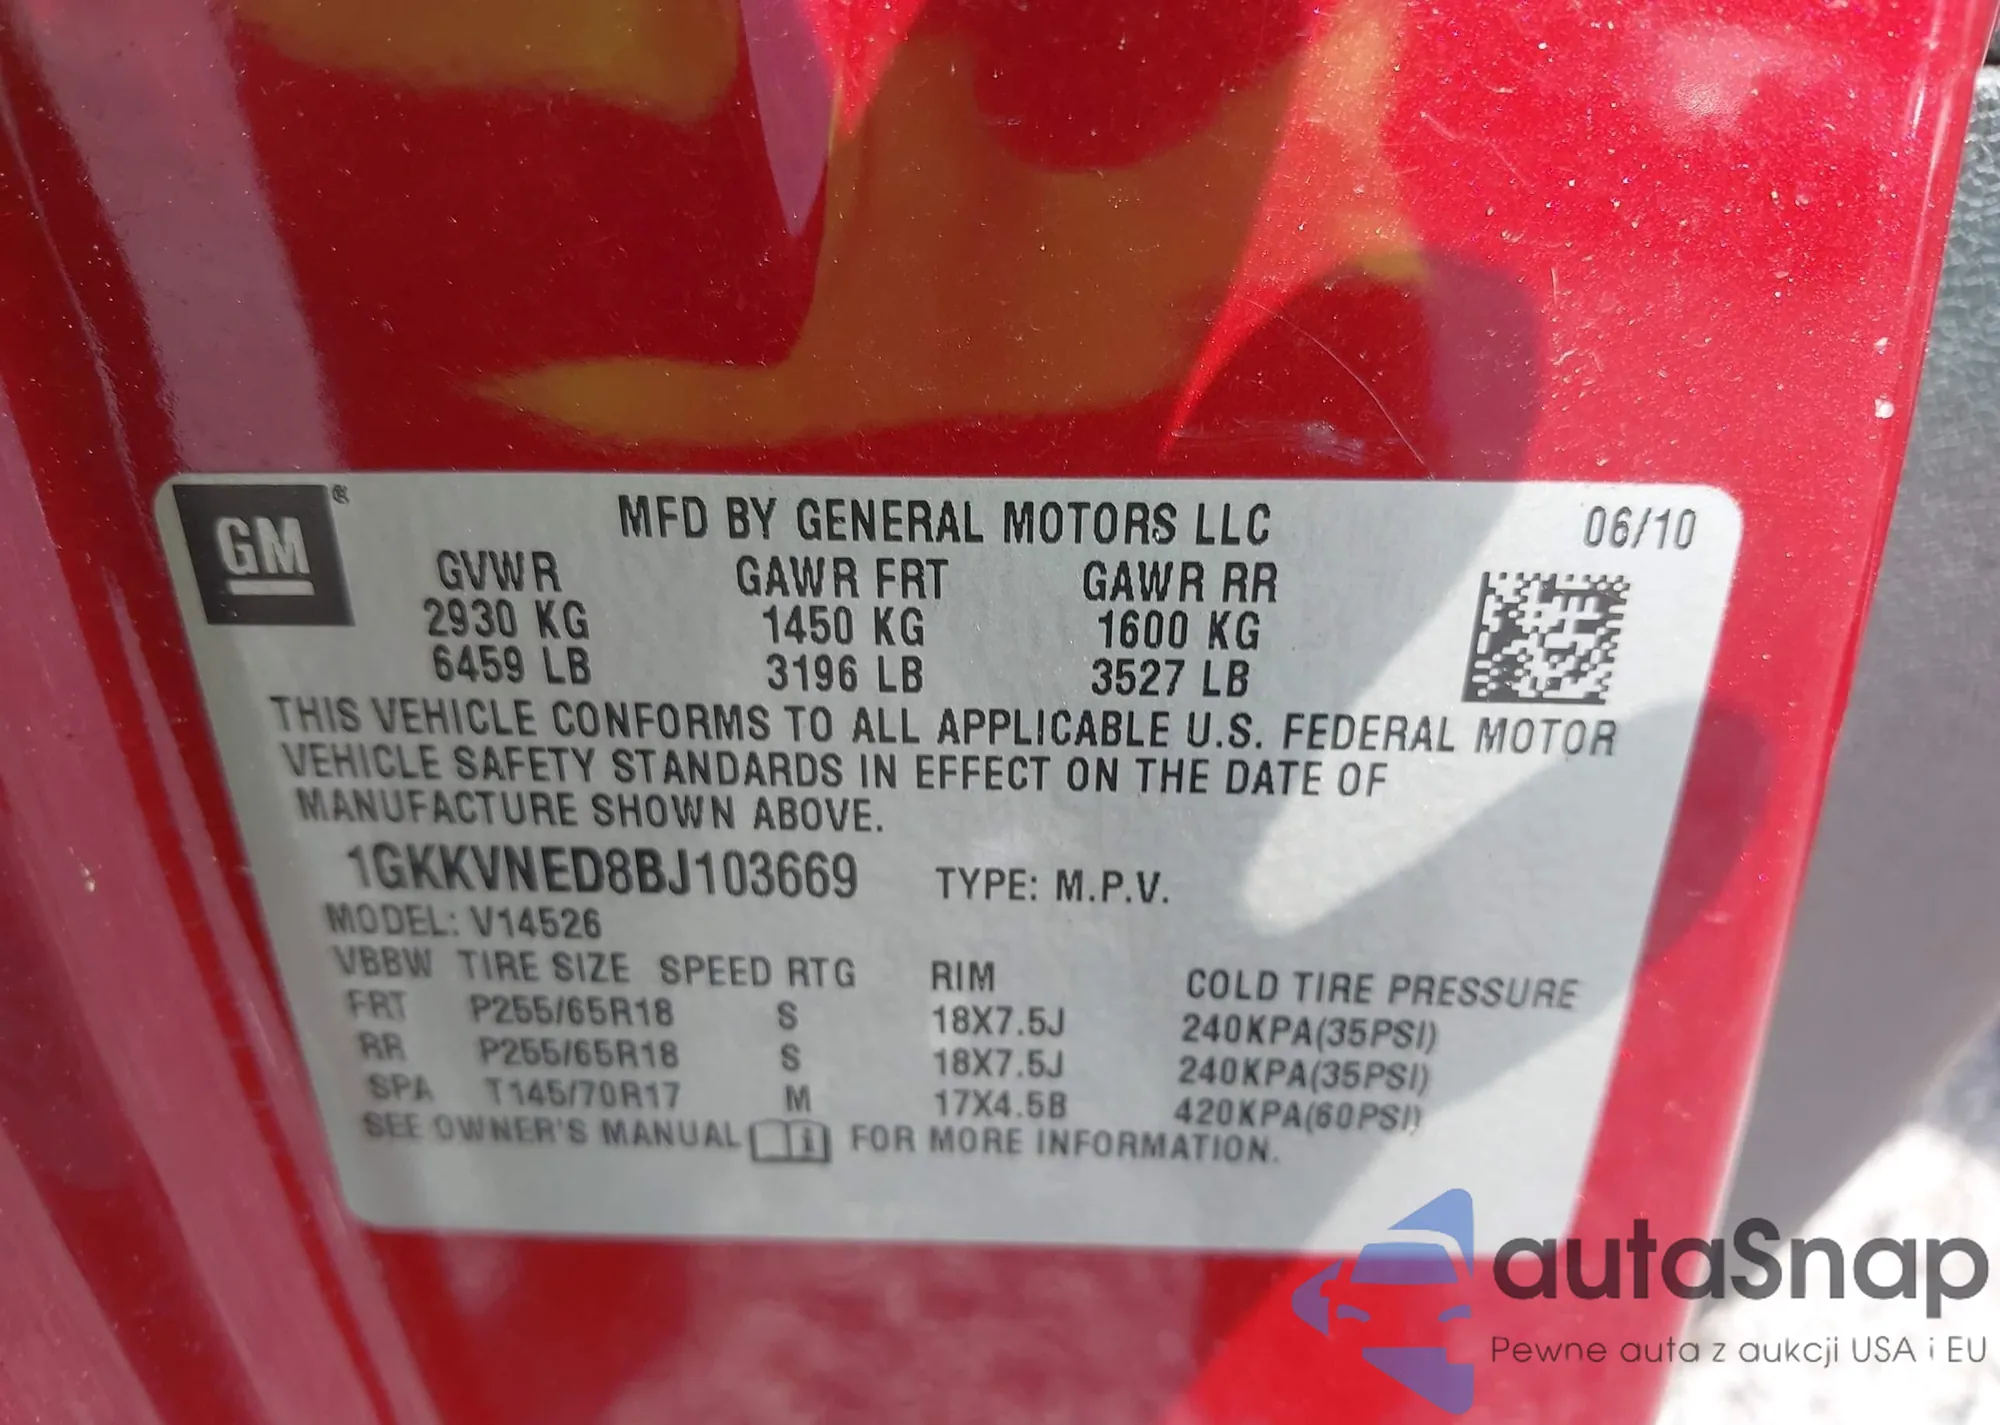 GM ®
MFD BY GENERAL MOTORS LLC 06/10
GVWR GAWR FRT GAWR RR
2930 KG 1450 KG 1600 KG
6459 LB 3196 LB 3527 LB
THIS VEHICLE CONFORMS TO ALL APPLICABLE U.S. FEDERAL MOTOR
VEHICLE SAFETY STANDARDS IN EFFECT ON THE DATE OF
MANUFACTURE SHOWN ABOVE.
1GKKVNED8BJ103669 TYPE: M.P.V.
MODEL: V14526
VBBW TIRE SIZE SPEED RTG RIM COLD TIRE PRESSURE
FRT P255/65R18 S 18X7.5J 240KPA(35PSI)
RR P255/65R18 S 18X7.5J 240KPA(35PSI)
SPA T145/70R17 M 17X4.5B 420KPA(60PSI)
SEE OWNER'S MANUAL i FOR MORE INFORMATION.
autaSnap
Pewne auta z aukcji USA i EU